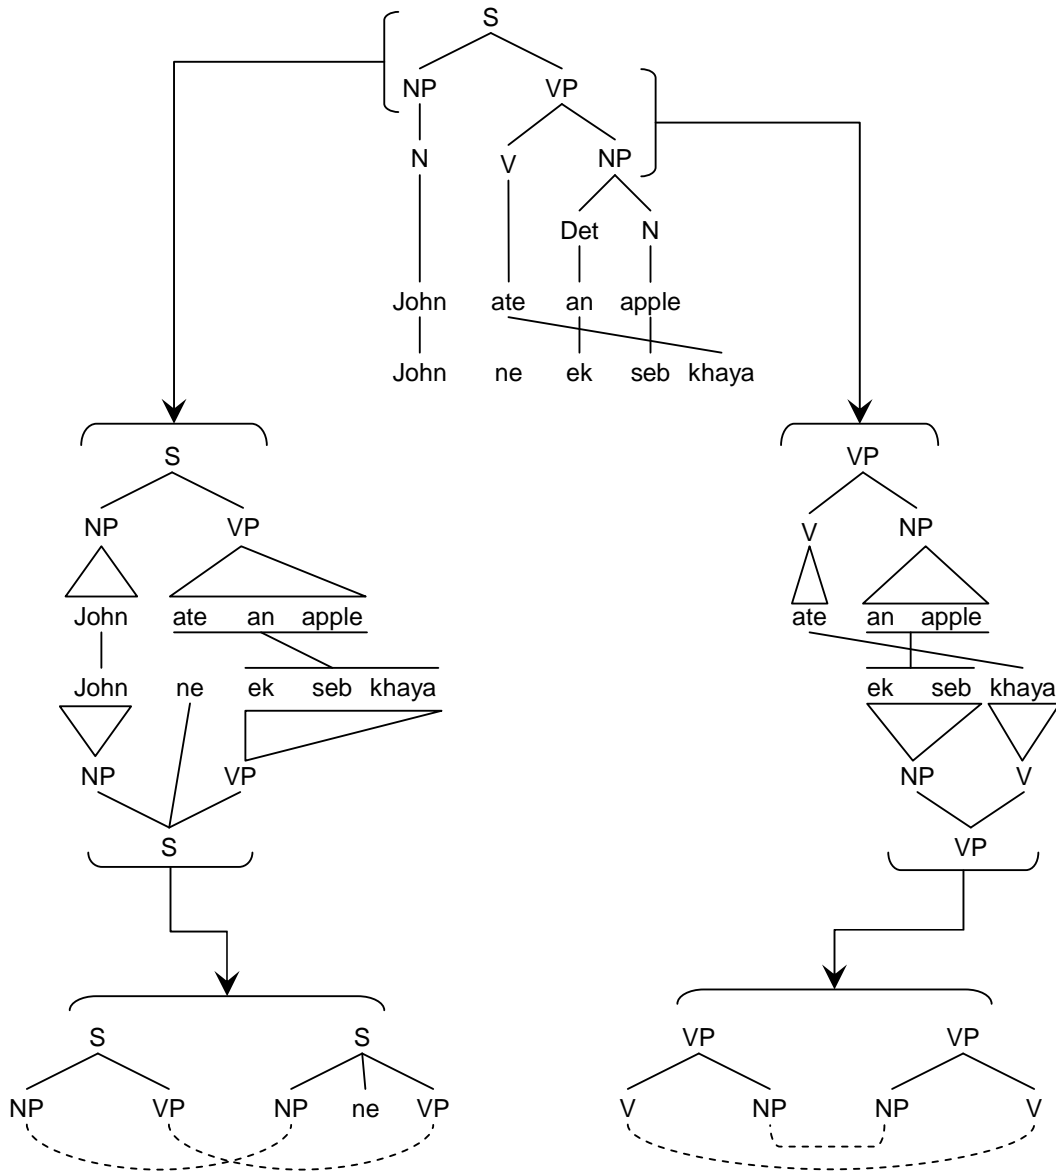 S
NP VP
N V NP
Det N
John ate an apple
John ne ek seb khaya
S
NP VP
John ate an apple
John ne ek seb khaya
NP VP
S
VP
V NP
ate an apple
ek seb khaya
NP V
VP
S S
NP VP NP ne VP
VP VP
V NP NP V